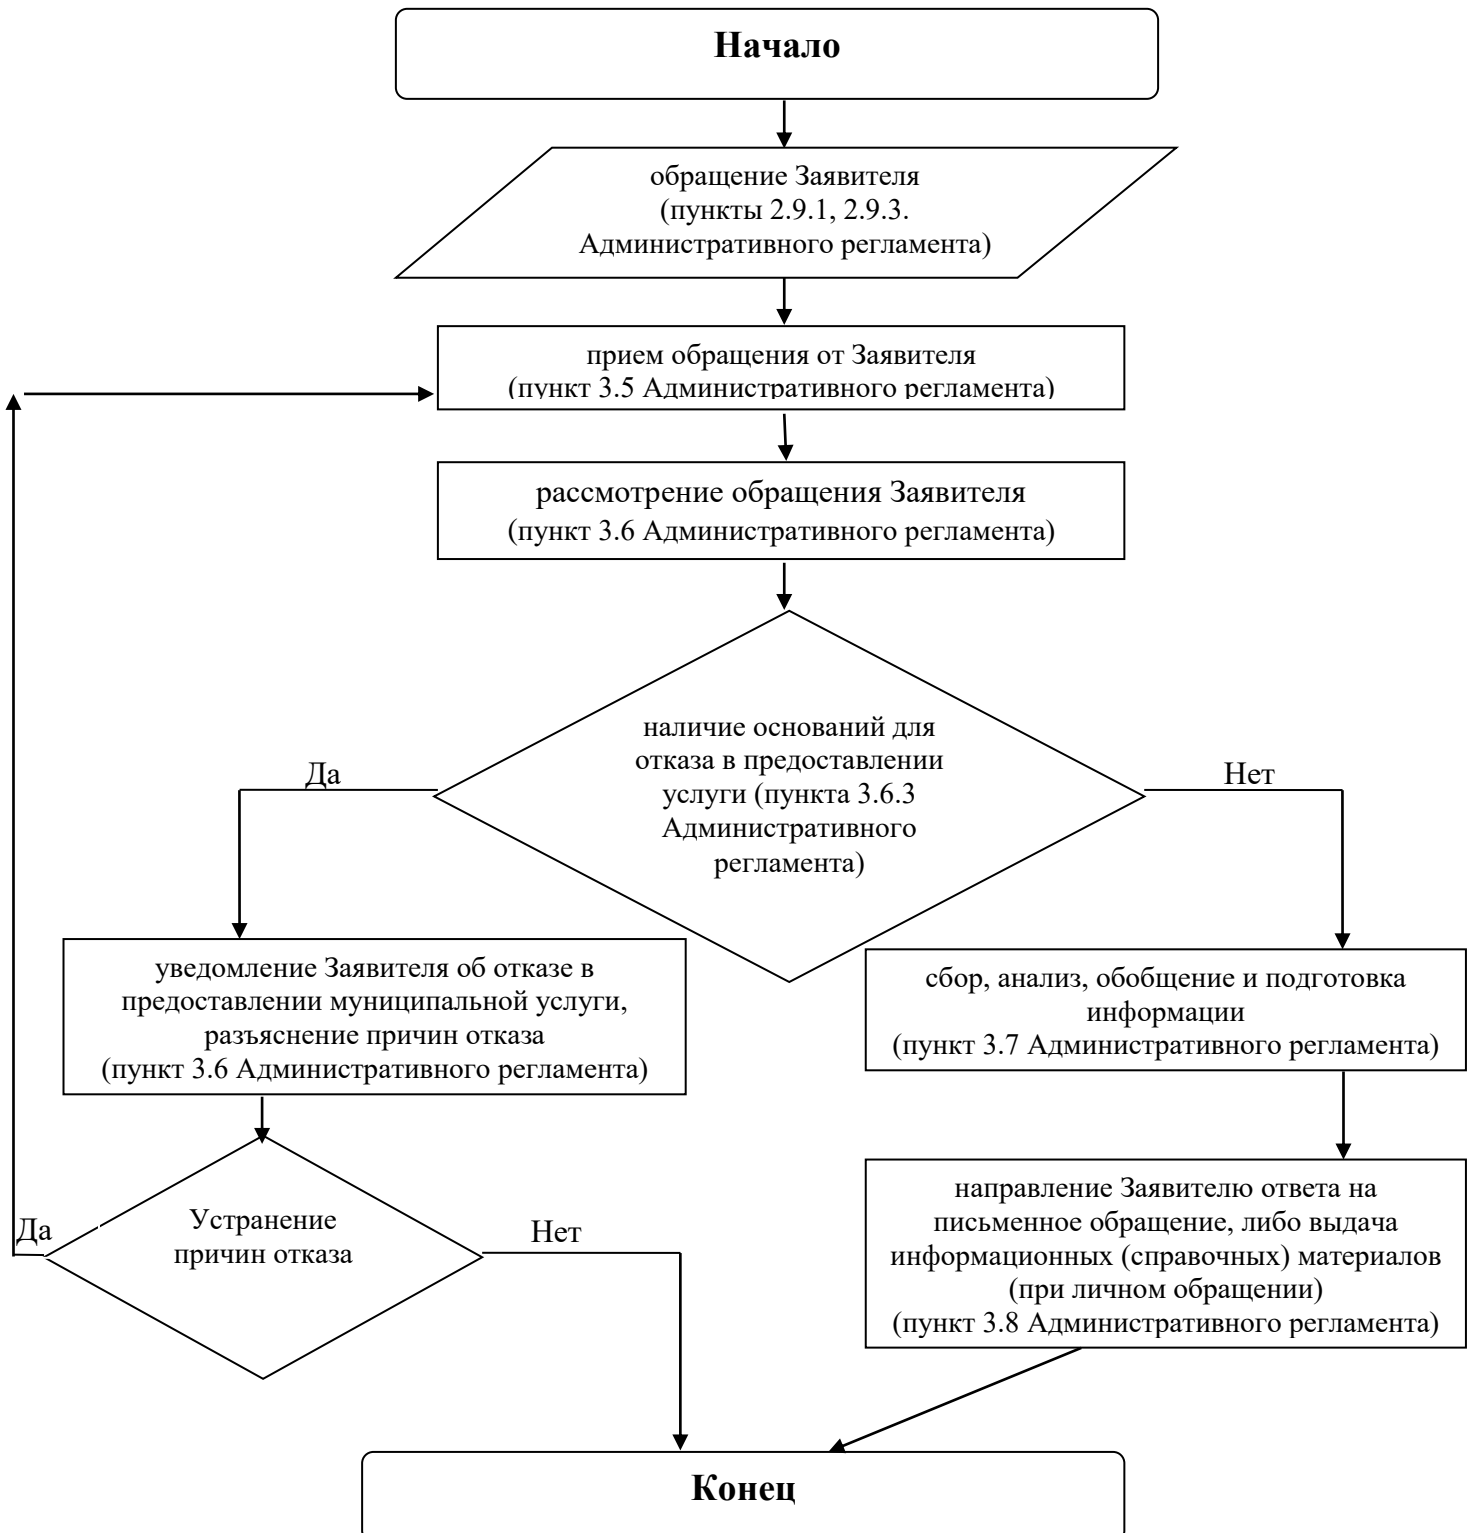 Начало
обращение Заявителя
(пункты 2.9.1, 2.9.3.
Административного регламента)
прием обращения от Заявителя
(пункт 3.5 Административного регламента)
рассмотрение обращения Заявителя
(пункт 3.6 Административного регламента)
наличие оснований для
отказа в предоставлении
услуги (пункта 3.6.3
Административного
регламента)
Да
Нет
уведомление Заявителя об отказе в
предоставлении муниципальной услуги,
разъяснение причин отказа
(пункт 3.6 Административного регламента)
сбор, анализ, обобщение и подготовка
информации
(пункт 3.7 Административного регламента)
Устранение
причин отказа
Да
Нет
направление Заявителю ответа на
письменное обращение, либо выдача
информационных (справочных) материалов
(при личном обращении)
(пункт 3.8 Административного регламента)
Конец